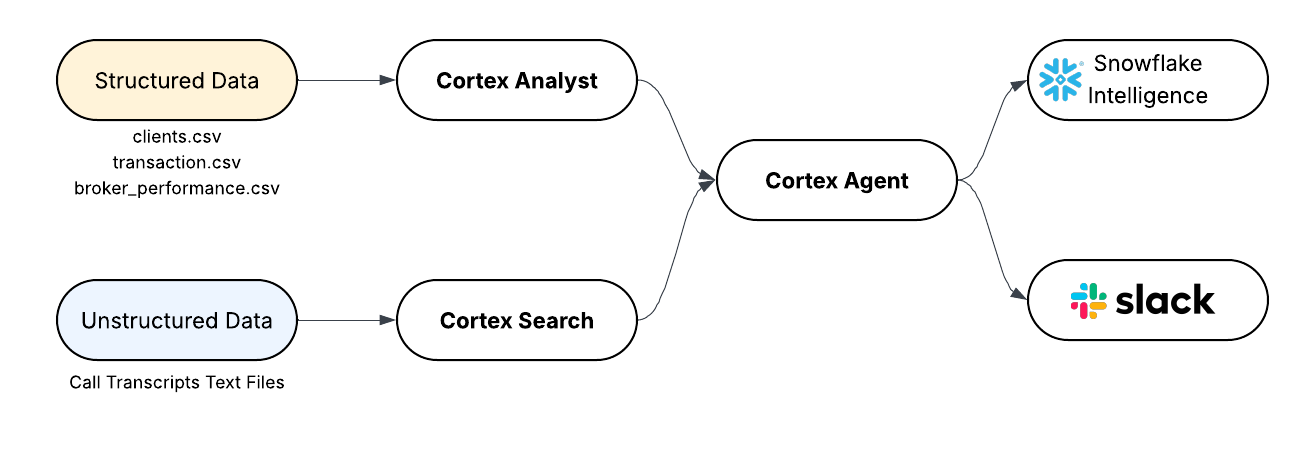 Structured Data
clients.csv
transaction.csv
broker_performance.csv
Cortex Analyst
Unstructured Data
Call Transcripts Text Files
Cortex Search
Cortex Agent
Snowflake
Intelligence
slack